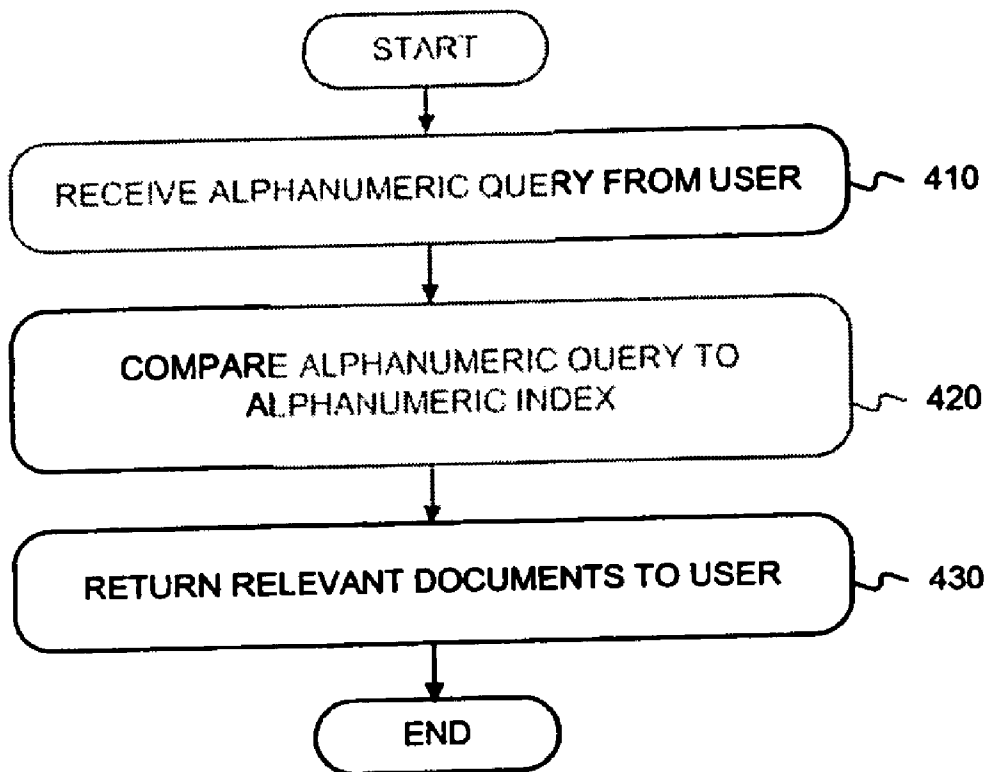 START
RECEIVE ALPHANUMERIC QUERY FROM USER
410
COMPARE ALPHANUMERIC QUERY TO
ALPHANUMERIC INDEX
420
RETURN RELEVANT DOCUMENTS TO USER
430
END